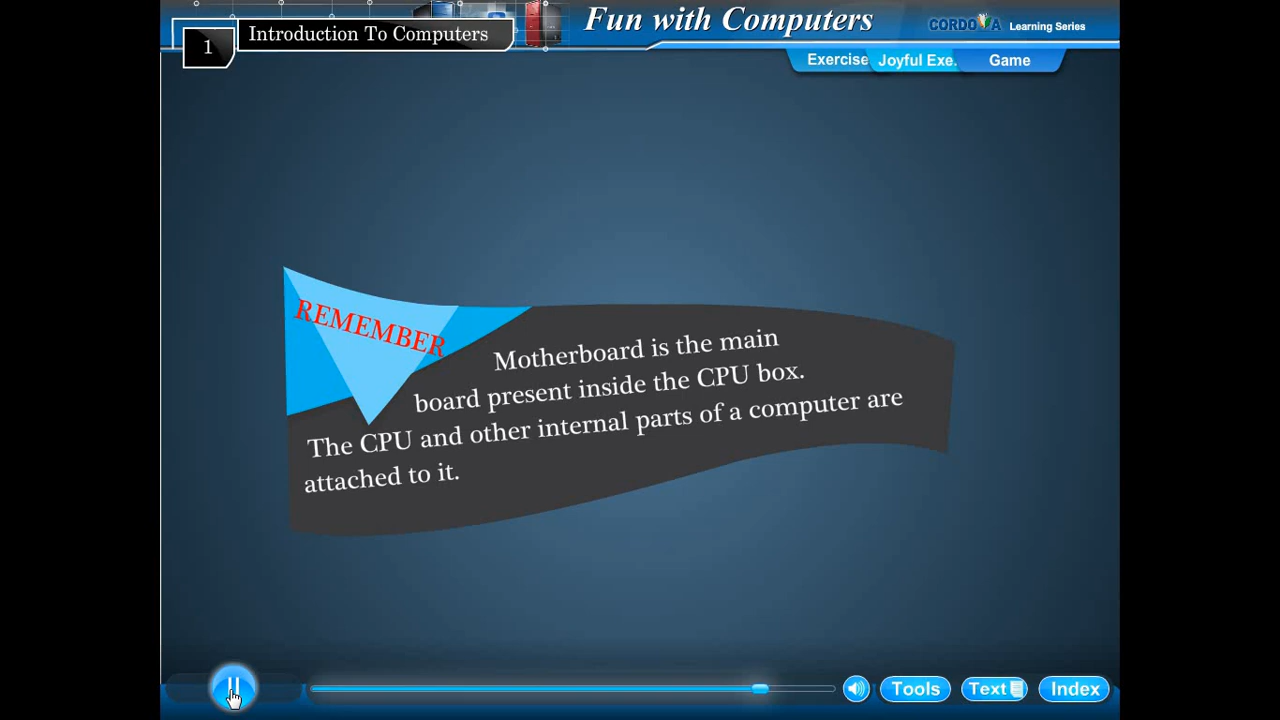 Fun with Computers
CORDOVA Learning Series
1
Introduction To Computers
Exercise
Joyful Exe.
Game
REMEMBER
Motherboard is the main
board present inside the CPU box.
The CPU and other internal parts of a computer are
attached to it.
Tools
Text
Index